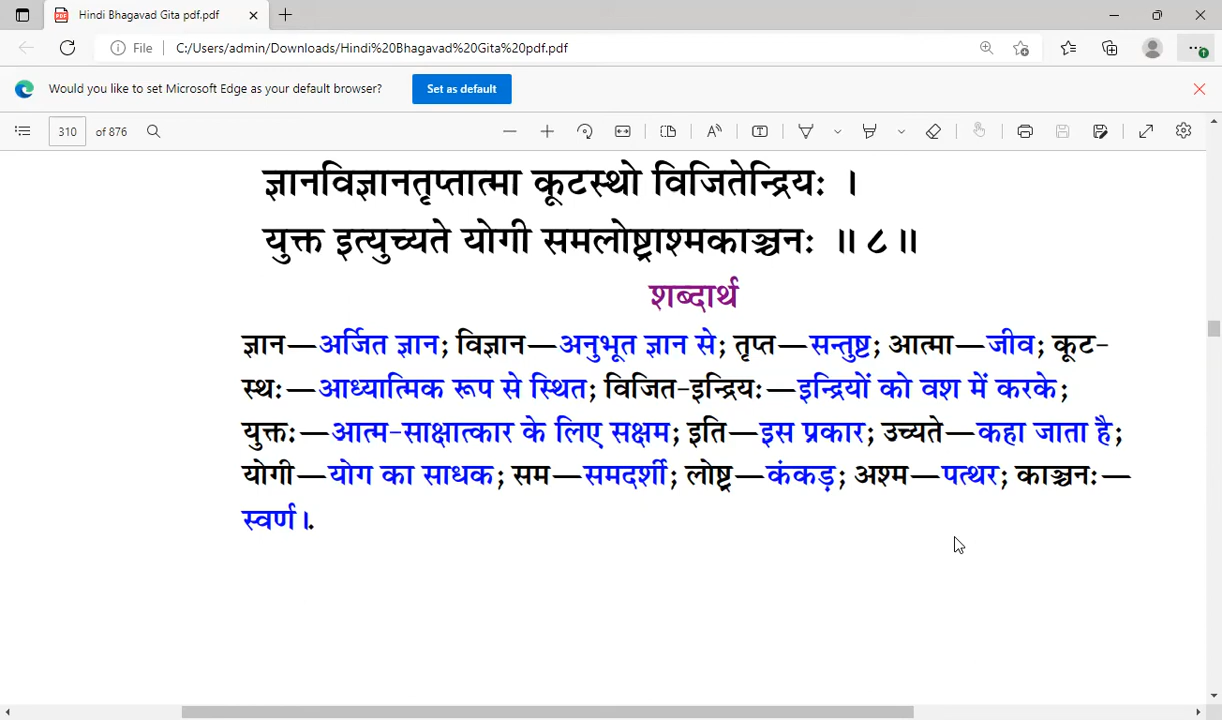 Hindi Bhagavad Gita pdf.pdf
File C:/Users/admin/Downloads/Hindi%20Bhagavad%20Gita%20pdf.pdf
Would you like to set Microsoft Edge as your default browser? Set as default
310 of 876
ज्ञानविज्ञानतृप्तात्मा कूटस्थो विजितेन्द्रियः ।
युक्त इत्युच्यते योगी समलोष्ट्राश्मकाञ्चनः ॥ ८ ॥
शब्दार्थ
ज्ञान—अर्जित ज्ञान; विज्ञान—अनुभूत ज्ञान से; तृप्त—सन्तुष्ट; आत्मा—जीव; कूट-
स्थः—आध्यात्मिक रूप से स्थित; विजित-इन्द्रियः—इन्द्रियों को वश में करके;
युक्तः—आत्म-साक्षात्कार के लिए सक्षम; इति—इस प्रकार; उच्यते—कहा जाता है;
योगी—योग का साधक; सम—समदर्शी; लोष्ट्र—कंकड़; अश्म—पत्थर; काञ्चनः—
स्वर्ण।.